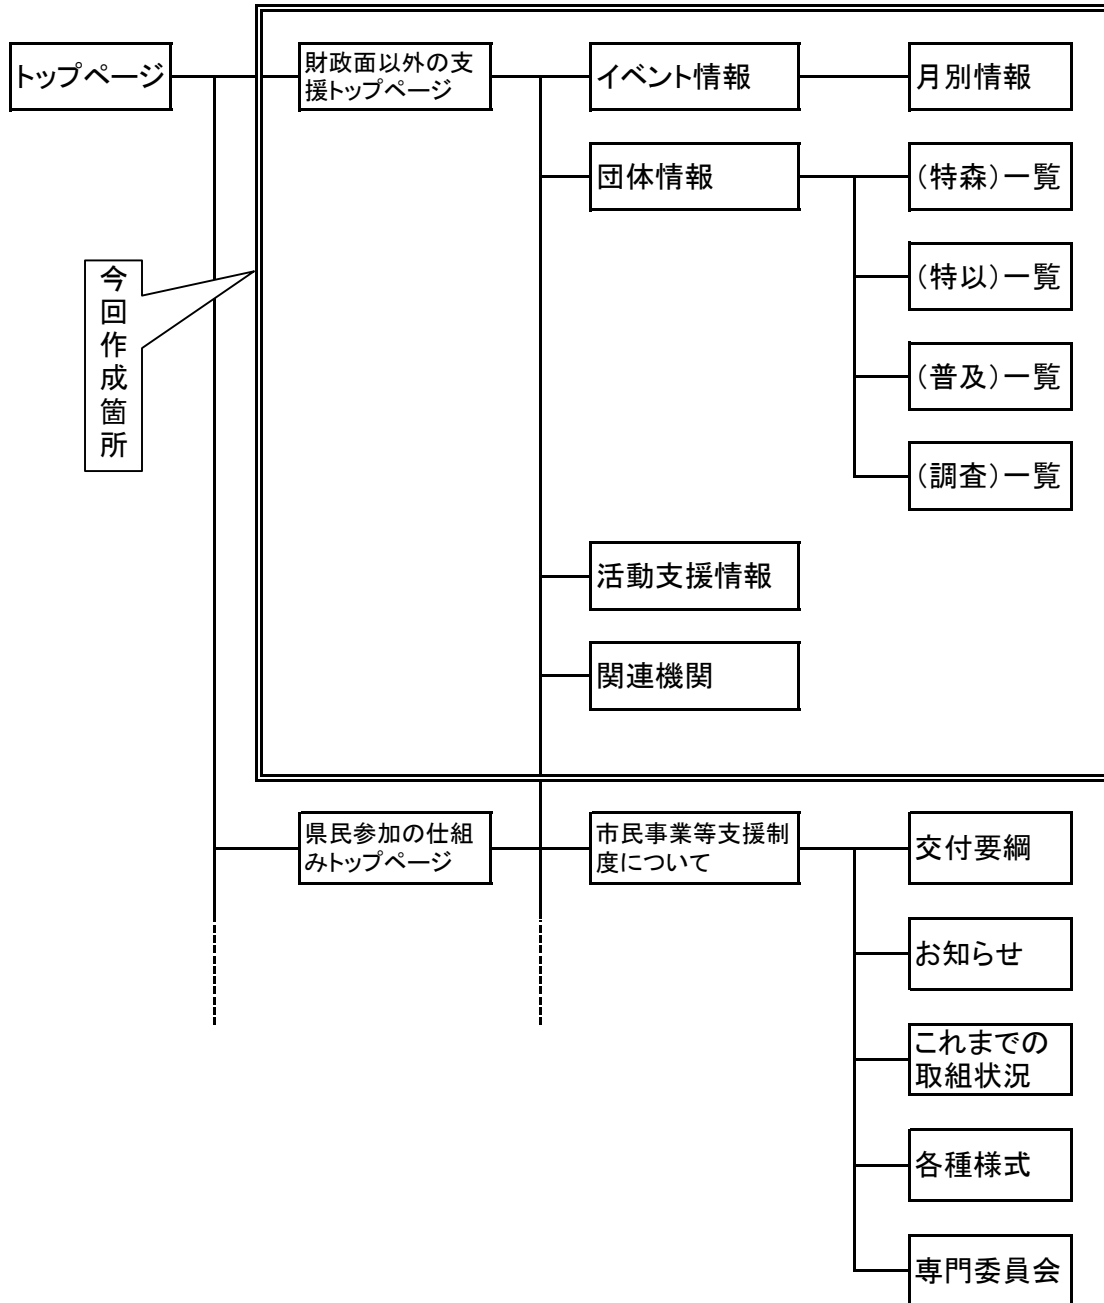 トップページ
財政面以外の支
援トップページ
イベント情報
月別情報
団体情報
（特森）一覧
（特以）一覧
（普及）一覧
（調査）一覧
今回作成箇所
活動支援情報
関連機関
県民参加の仕組
みトップページ
市民事業等支援制
度について
交付要綱
お知らせ
これまでの
取組状況
各種様式
専門委員会